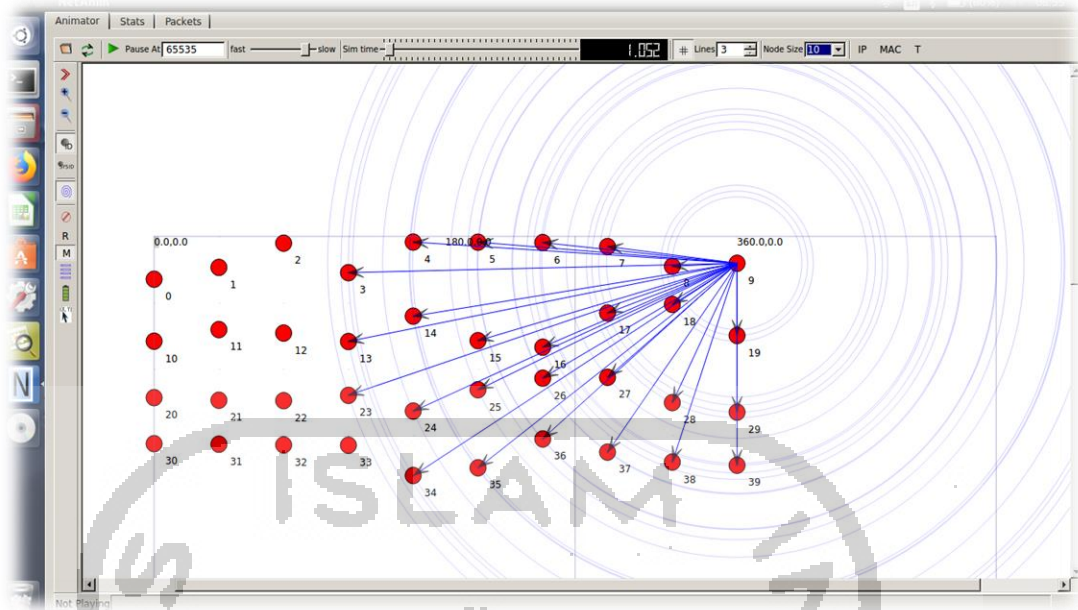 Animator Stats Packets
Pause At 65535 fast slow Sim time 1.052 # Lines 3 Node Size 10 IP MAC T
R
M
0.0,0.0 180.0,0.0 360.0,0.0
0 1 2 3 4 5 6 7 8 9
10 11 12 13 14 15 16 17 18 19
20 21 22 23 24 25 26 27 28 29
30 31 32 33 34 35 36 37 38 39
ISLAM
Not Playing